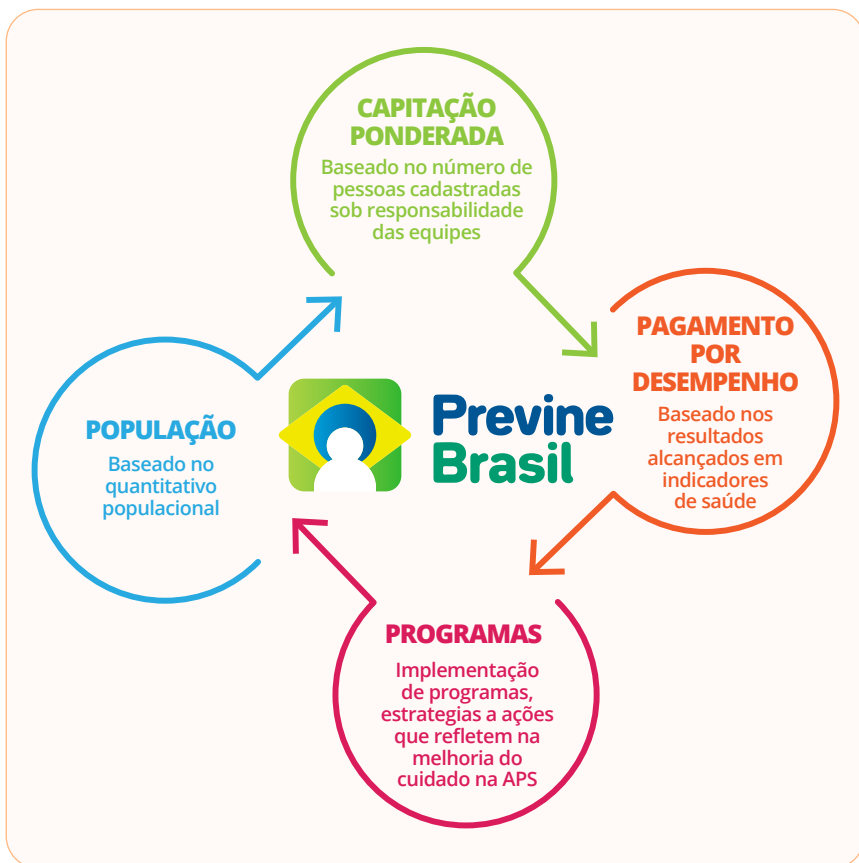 CAPITAÇÃO
PONDERADA
Baseado no número de
pessoas cadastradas
sob responsabilidade
das equipes
PAGAMENTO
POR
DESEMPENHO
Baseado nos
resultados
alcançados em
indicadores
de saúde
POPULAÇÃO
Baseado no
quantitativo
populacional
Previne
Brasil
PROGRAMAS
Implementação
de programas,
estrategias a ações
que refletem na
melhoria do
cuidado na APS